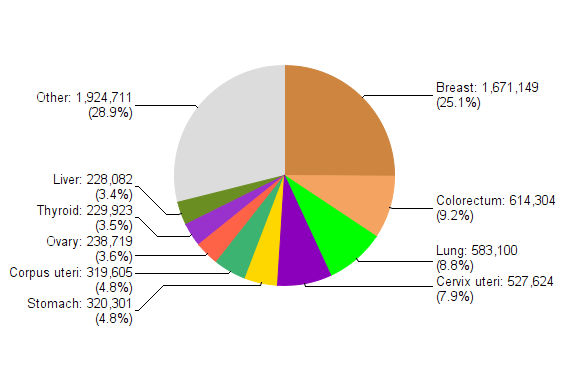 Breast: 1,671,149
(25.1%)
Colorectum: 614,304
(9.2%)
Lung: 583,100
(8.8%)
Cervix uteri: 527,624
(7.9%)
Stomach: 320,301
(4.8%)
Corpus uteri: 319,605
(4.8%)
Ovary: 238,719
(3.6%)
Thyroid: 229,923
(3.5%)
Liver: 228,082
(3.4%)
Other: 1,924,711
(28.9%)